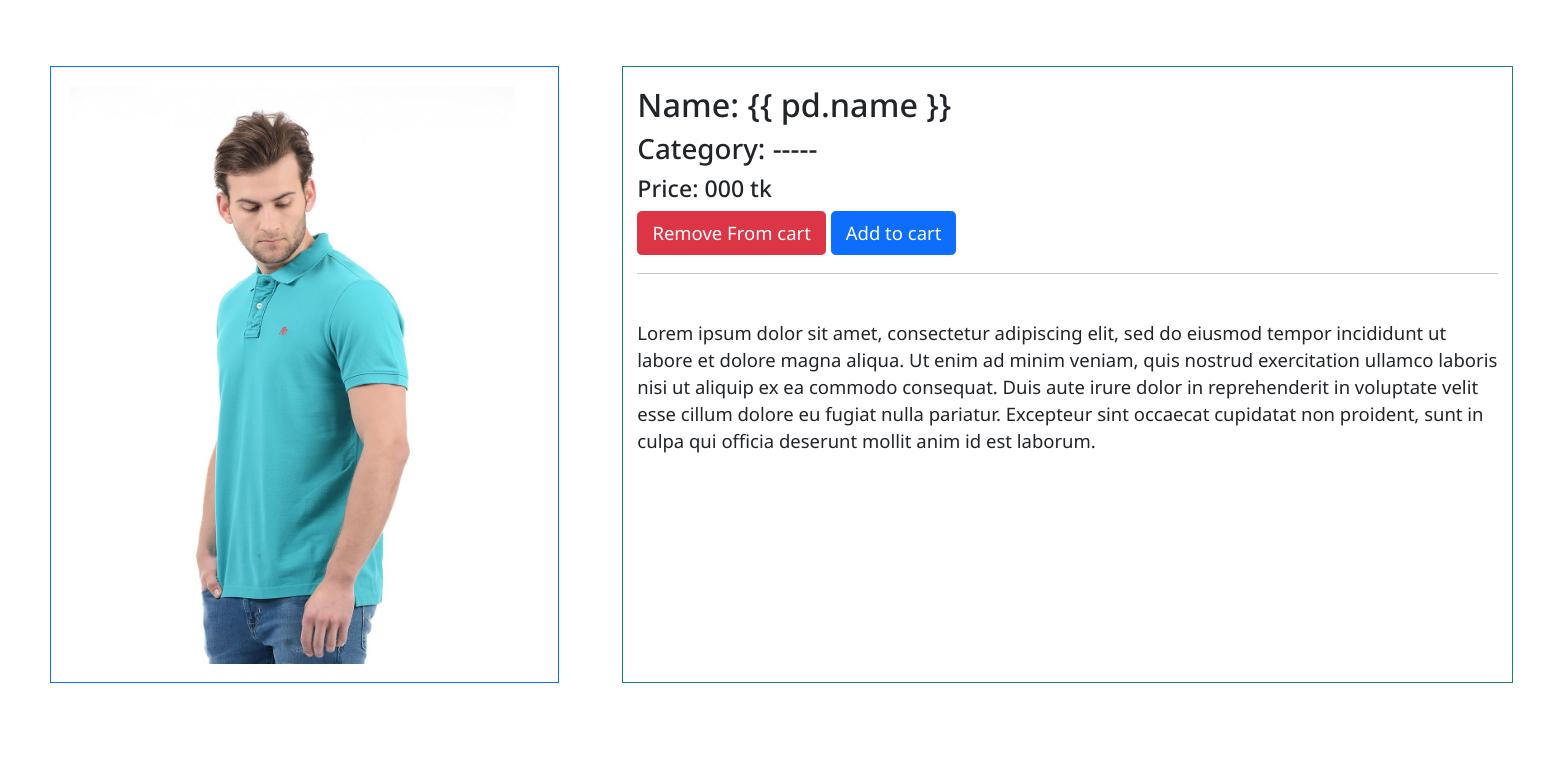 Name: {{ pd.name }}
Category: -----
Price: 000 tk
Remove From cart Add to cart
Lorem ipsum dolor sit amet, consectetur adipiscing elit, sed do eiusmod tempor incididunt ut
labore et dolore magna aliqua. Ut enim ad minim veniam, quis nostrud exercitation ullamco laboris
nisi ut aliquip ex ea commodo consequat. Duis aute irure dolor in reprehenderit in voluptate velit
esse cillum dolore eu fugiat nulla pariatur. Excepteur sint occaecat cupidatat non proident, sunt in
culpa qui officia deserunt mollit anim id est laborum.